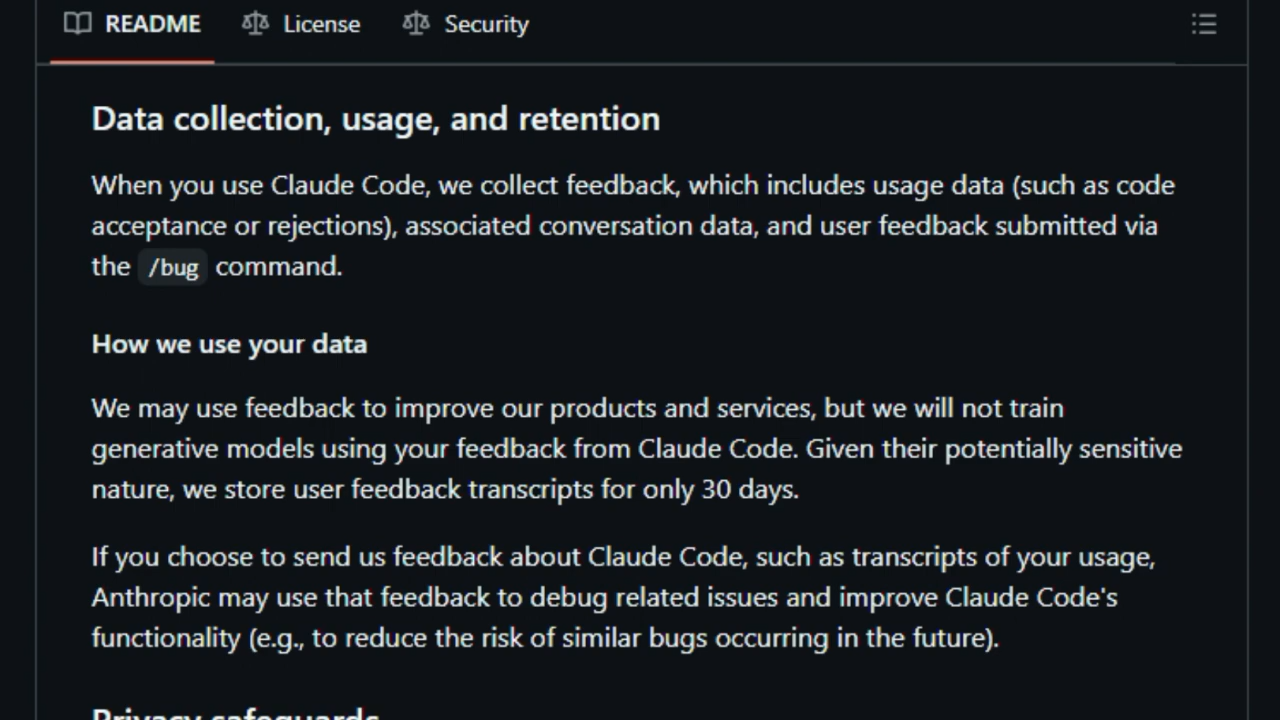 README
License
Security
Data collection, usage, and retention
When you use Claude Code, we collect feedback, which includes usage data (such as code
acceptance or rejections), associated conversation data, and user feedback submitted via
the /bug command.
How we use your data
We may use feedback to improve our products and services, but we will not train
generative models using your feedback from Claude Code. Given their potentially sensitive
nature, we store user feedback transcripts for only 30 days.
If you choose to send us feedback about Claude Code, such as transcripts of your usage,
Anthropic may use that feedback to debug related issues and improve Claude Code's
functionality (e.g., to reduce the risk of similar bugs occurring in the future).
Privacy safeguards